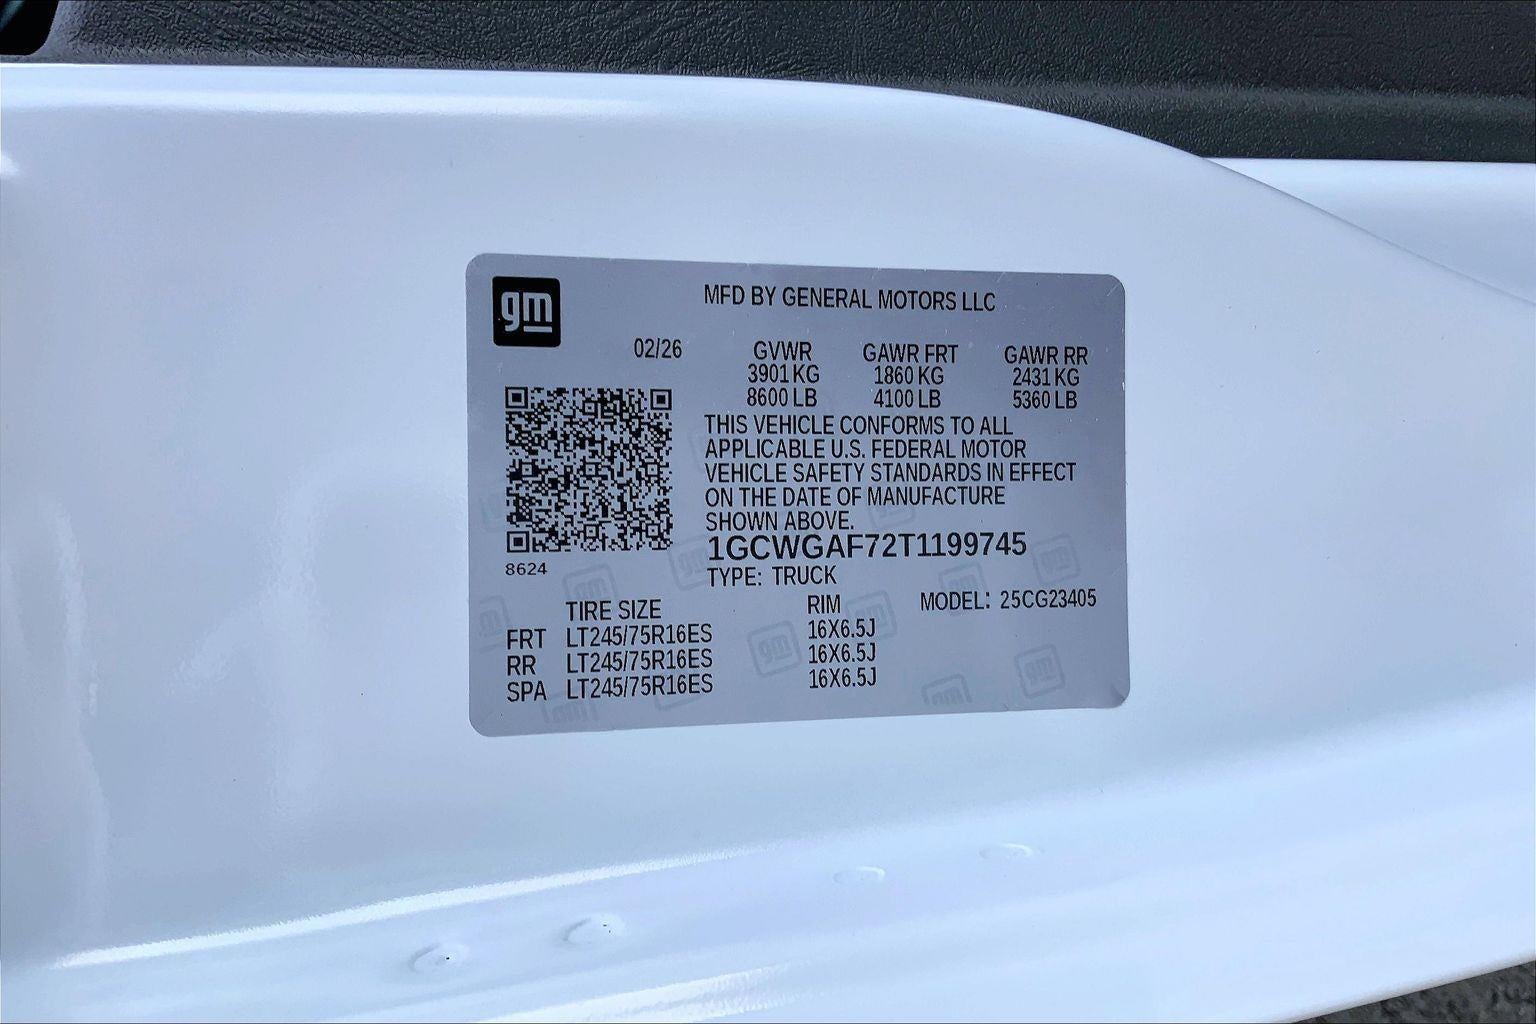 gm
MFD BY GENERAL MOTORS LLC
02/26
GVWR GAWR FRT GAWR RR
3901 KG 1860 KG 2431 KG
8600 LB 4100 LB 5360 LB
THIS VEHICLE CONFORMS TO ALL
APPLICABLE U.S. FEDERAL MOTOR
VEHICLE SAFETY STANDARDS IN EFFECT
ON THE DATE OF MANUFACTURE
SHOWN ABOVE.
1GCWGAF72T1199745
8624
TYPE: TRUCK
TIRE SIZE RIM MODEL: 25CG23405
FRT LT245/75R16ES 16X6.5J
RR LT245/75R16ES 16X6.5J
SPA LT245/75R16ES 16X6.5J